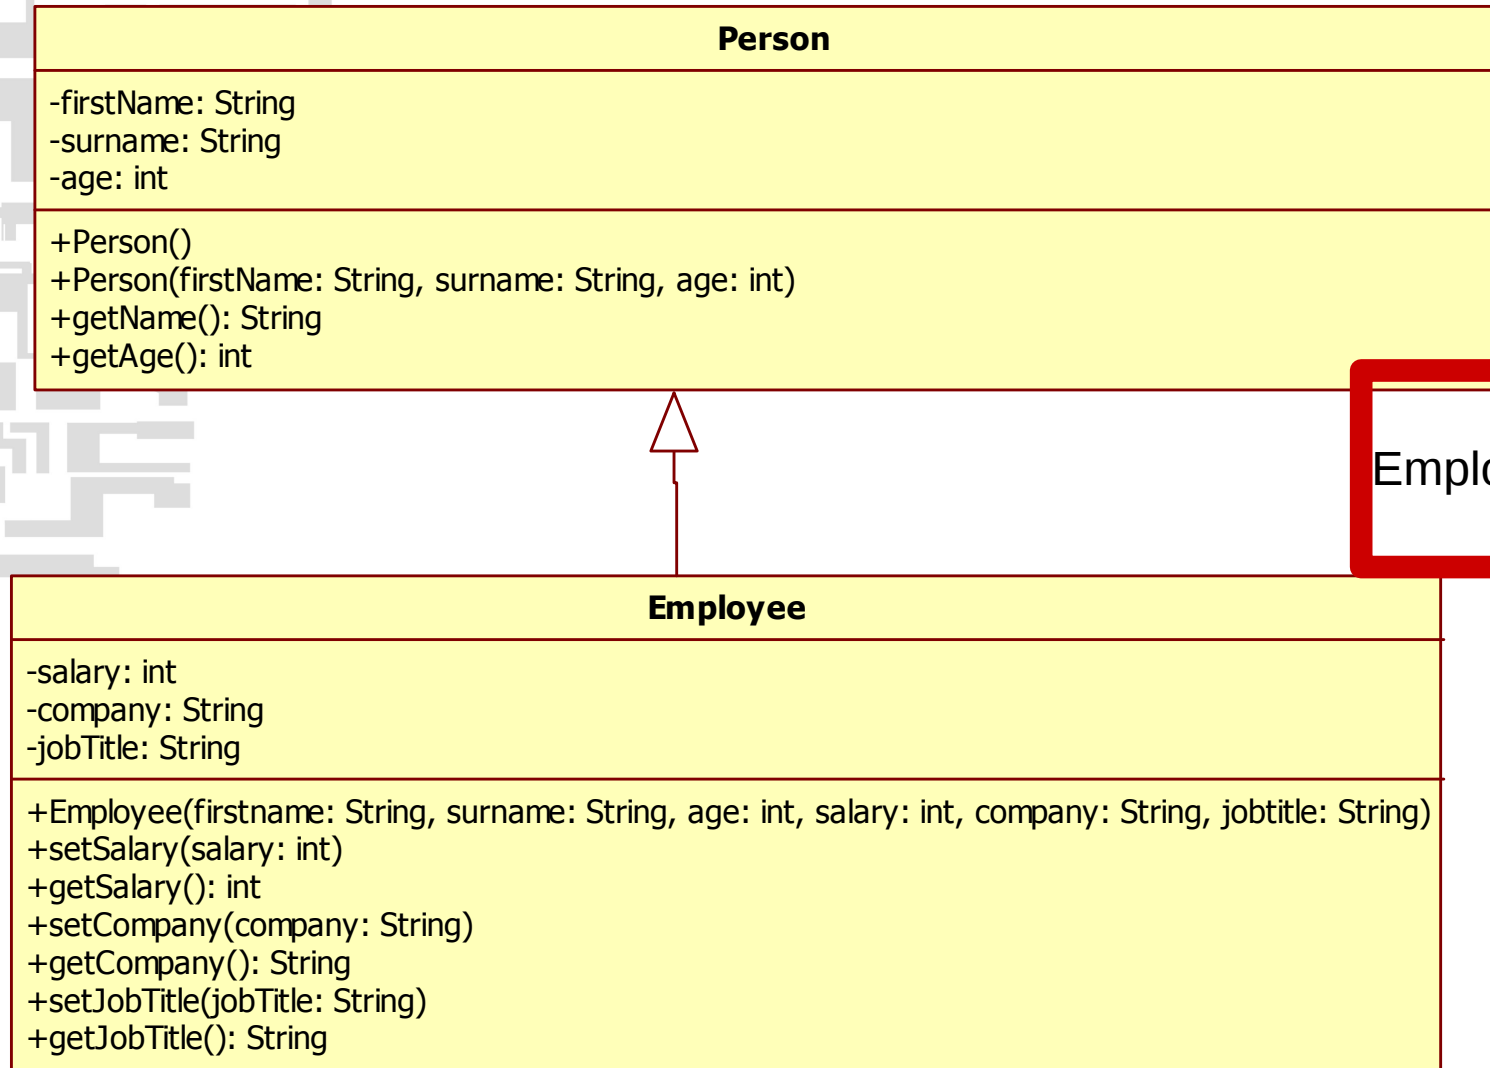 Person
-firstName: String
-surname: String
-age: int
+Person()
+Person(firstName: String, surname: String, age: int)
+getName(): String
+getAge(): int
Employee
-salary: int
-company: String
-jobTitle: String
+Employee(firstname: String, surname: String, age: int, salary: int, company: String, jobtitle: String)
+setSalary(salary: int)
+getSalary(): int
+setCompany(company: String)
+getCompany(): String
+setJobTitle(jobTitle: String)
+getJobTitle(): String